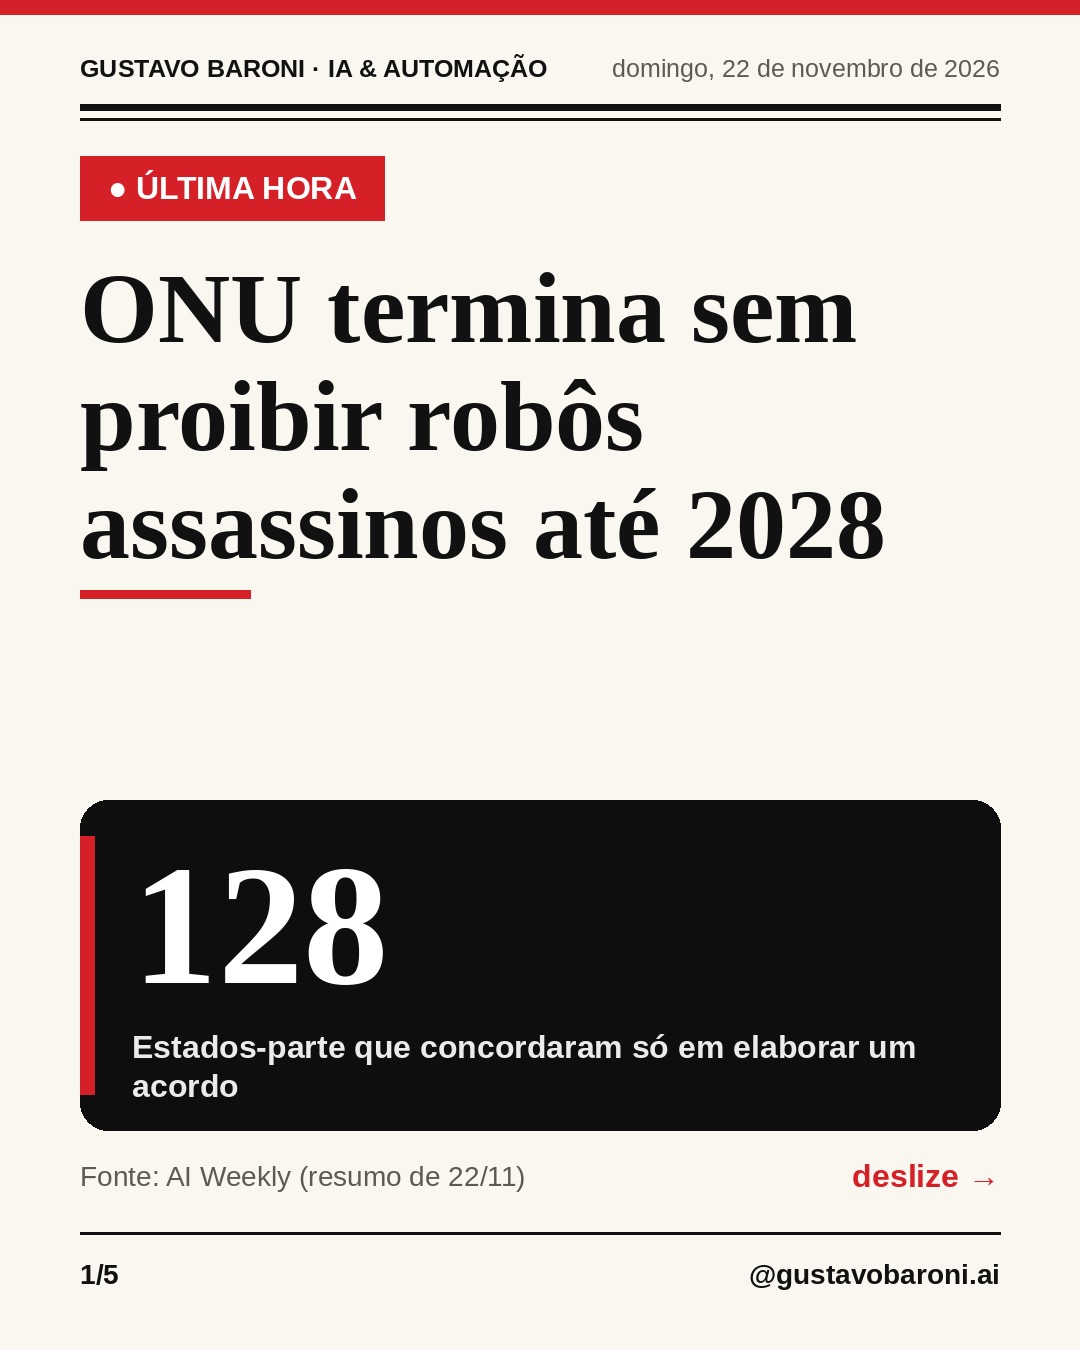 GUSTAVO BARONI · IA & AUTOMAÇÃO
domingo, 22 de novembro de 2026
● ÚLTIMA HORA
ONU termina sem
proibir robôs
assassinos até 2028
128
Estados-parte que concordaram só em elaborar um
acordo
Fonte: AI Weekly (resumo de 22/11)
deslize →
1/5
@gustavobaroni.ai